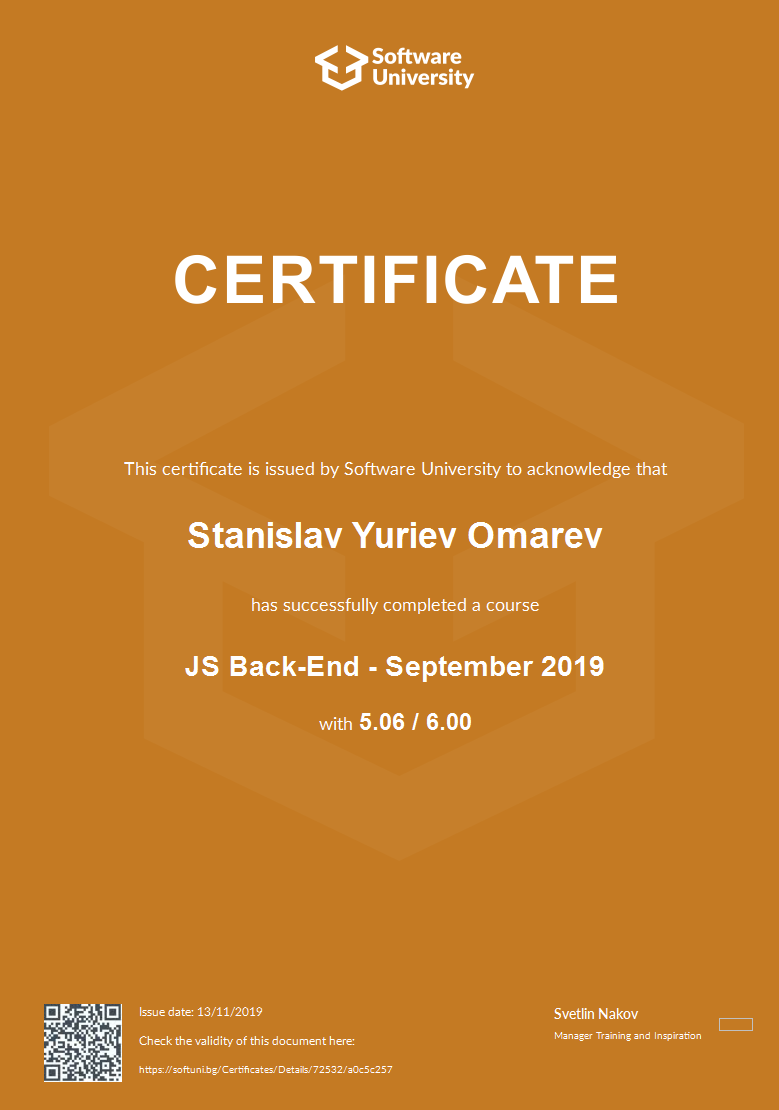 Software
University
CERTIFICATE
This certificate is issued by Software University to acknowledge that
Stanislav Yuriev Omarev
has successfully completed a course
JS Back-End - September 2019
with 5.06 / 6.00
Issue date: 13/11/2019
Check the validity of this document here:
https://softuni.bg/Certificates/Details/72532/a0c5c257
Svetlin Nakov
Manager Training and Inspiration